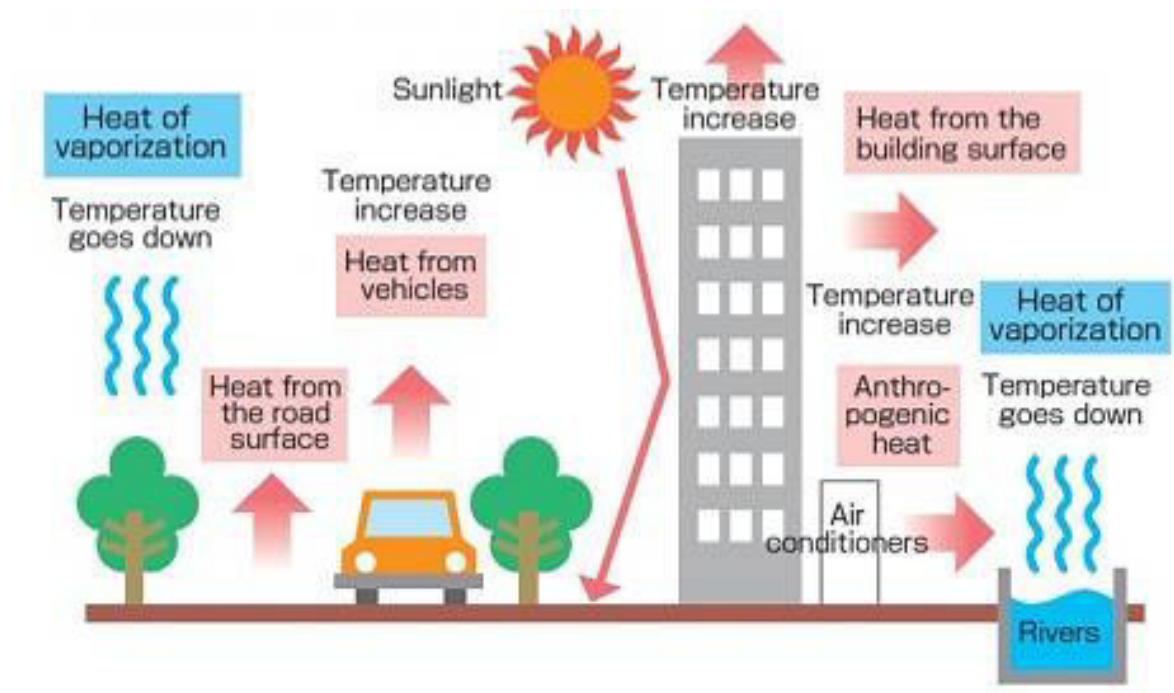 Sunlight
Temperature
increase
Heat of
vaporization
Temperature
goes down
Temperature
increase
Heat from
vehicles
Heat from the
building surface
Heat from
the road
surface
Temperature
increase
Heat of
vaporization
Anthro-
pogenic
heat
Temperature
goes down
Air
conditioners
Rivers